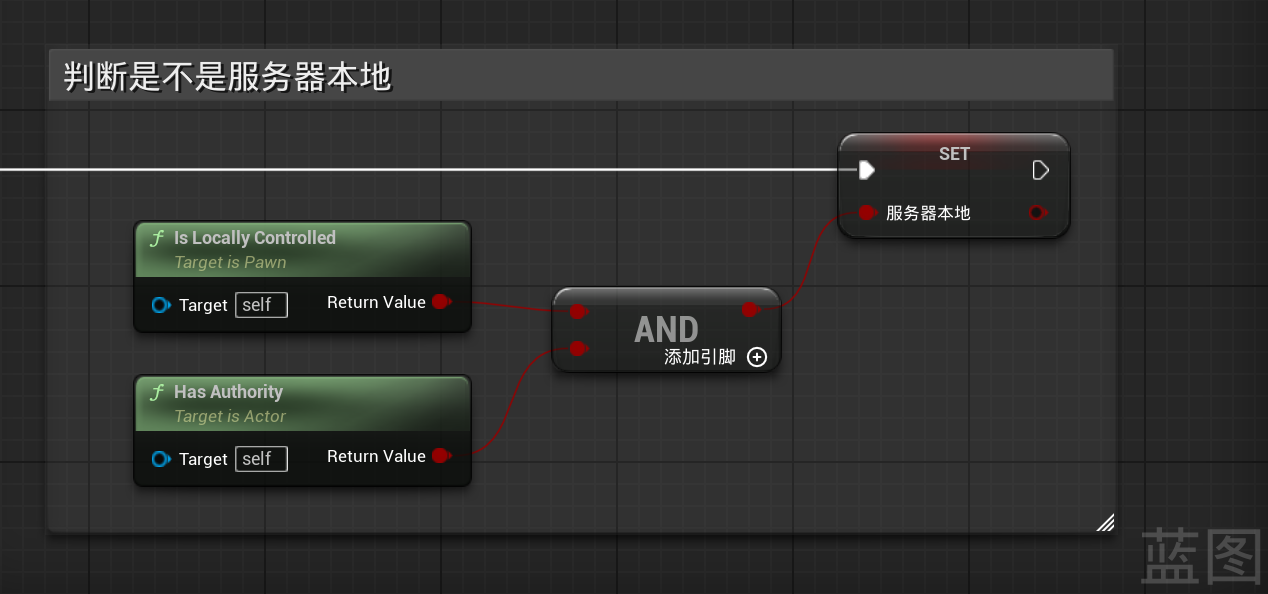 判断是不是服务器本地
SET
服务器本地
Is Locally Controlled
Target is Pawn
Target self Return Value
AND
添加引脚
Has Authority
Target is Actor
Target self Return Value
蓝图